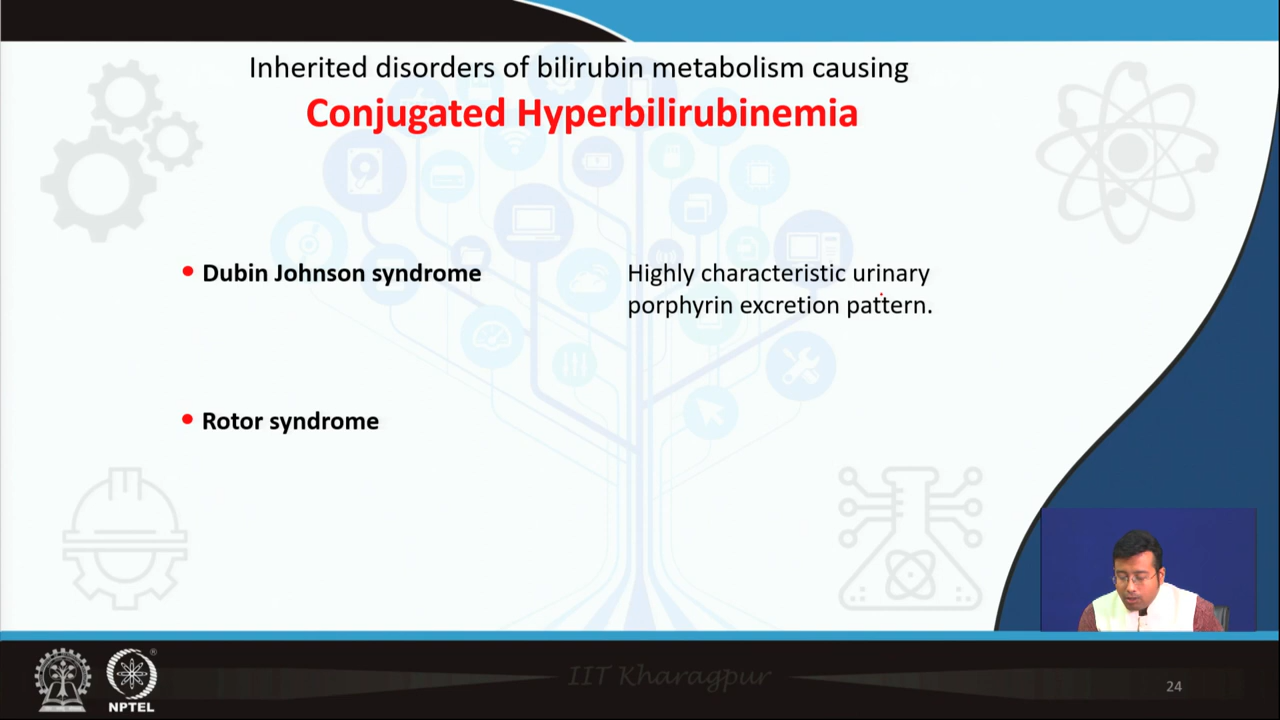 Inherited disorders of bilirubin metabolism causing
Conjugated Hyperbilirubinemia
• Dubin Johnson syndrome
Highly characteristic urinary
porphyrin excretion pattern.
• Rotor syndrome
IIT Kharagpur
NPTEL
®
24